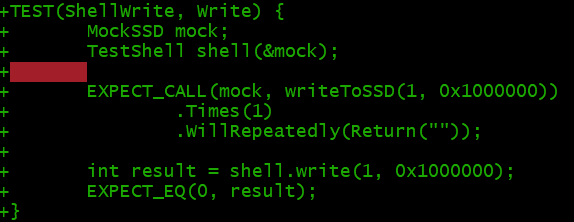 +TEST(ShellWrite, Write) {
+       MockSSD mock;
+       TestShell shell(&mock);
+
+       EXPECT_CALL(mock, writeToSSD(1, 0x1000000))
+               .Times(1)
+               .WillRepeatedly(Return(""));
+
+       int result = shell.write(1, 0x1000000);
+       EXPECT_EQ(0, result);
+}